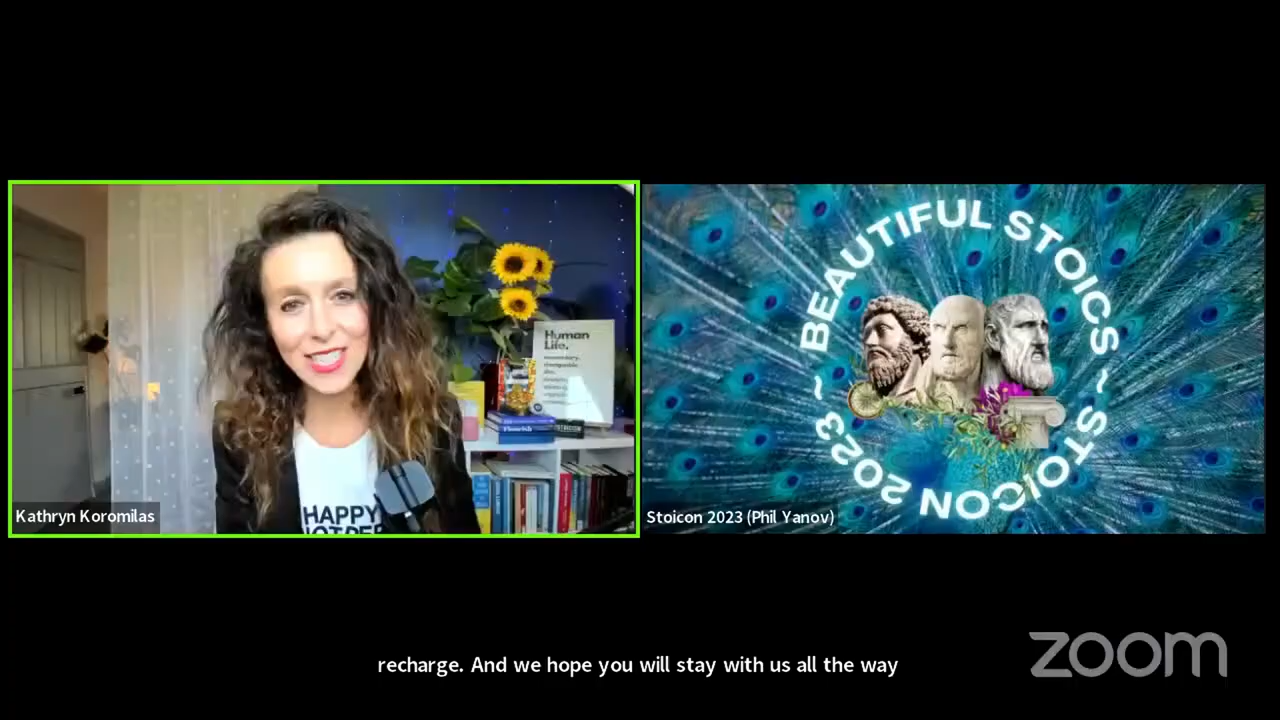 Human
Life.
Flourish
HAPPY
Kathryn Koromilas
~ BEAUTIFUL STOICS ~ STOICON 2023
Stoicon 2023 (Phil Yanov)
recharge. And we hope you will stay with us all the way
zoom